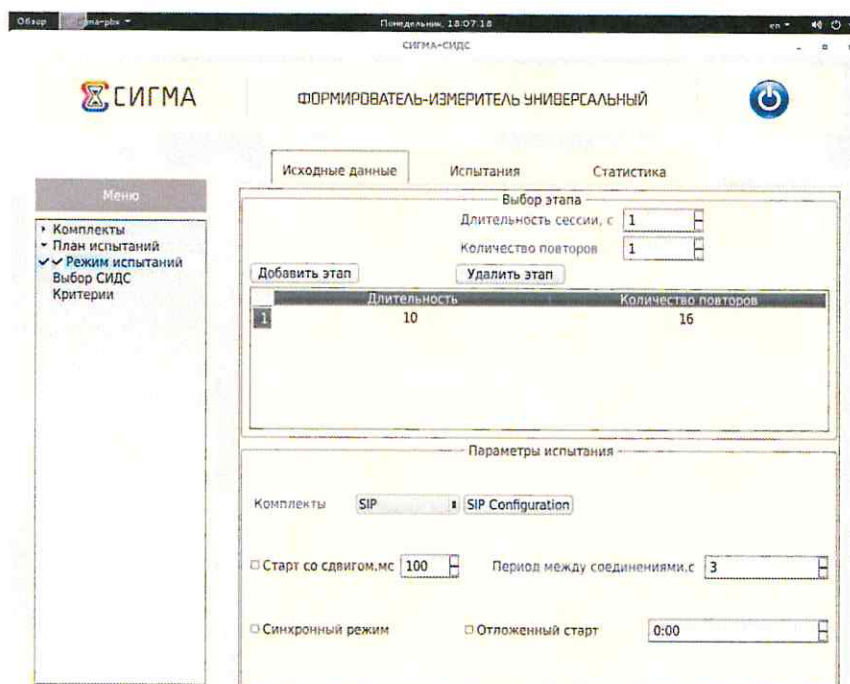 Обзор
Понедельник, 18:07:18
en
СИГМА-СИДС
СИГМА
ФОРМИРОВАТЕЛЬ-ИЗМЕРИТЕЛЬ УНИВЕРСАЛЬНЫЙ
Меню
Комплекты
План испытаний
Режим испытаний
Выбор СИДС
Критерии
Исходные данные Испытания Статистика
Выбор этапа
Длительность сессии, с 1
Количество повторов 1
Добавить этап Удалить этап
Длительность Количество повторов
1 10 16
Параметры испытания
Комплекты SIP SIP Configuration
Старт со сдвигом,мс 100 Период между соединениями,с 3
Синхронный режим Отложенный старт 0:00